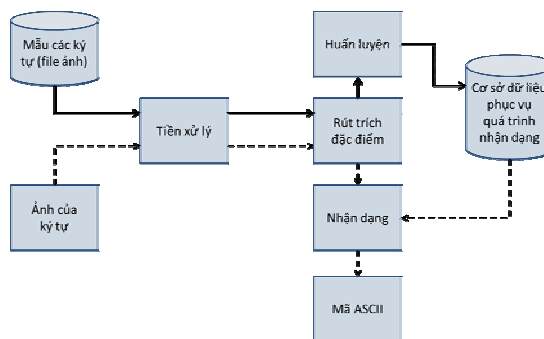 Mẫu các ký
tự (file ảnh)
Huấn luyện
Cơ sở dữ liệu
phục vụ
quá trình
nhận dạng
Tiền xử lý
Rút trích
đặc điểm
Ảnh của
ký tự
Nhận dạng
Mã ASCII